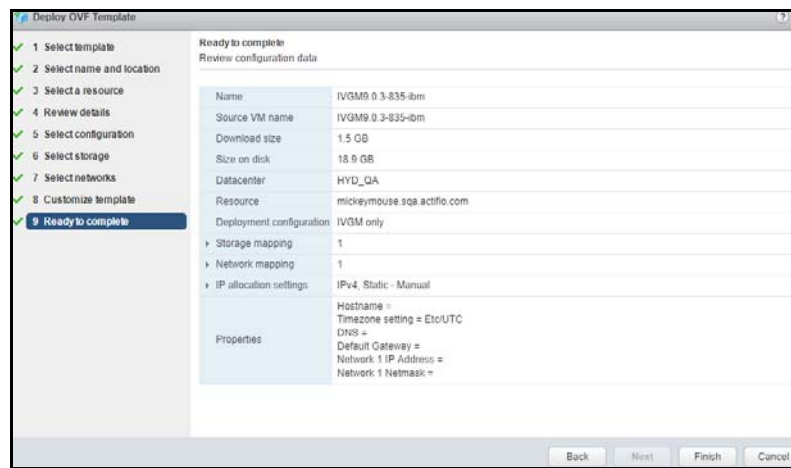 Deploy OVF Template
?
1 Select template
2 Select name and location
3 Select a resource
4 Review details
5 Select configuration
6 Select storage
7 Select networks
8 Customize template
9 Ready to complete
Ready to complete
Review configuration data
Name IVGM9.0.3-835-ibm
Source VM name IVGM9.0.3-835-ibm
Download size 1.5 GB
Size on disk 18.9 GB
Datacenter HYD_QA
Resource mickeymouse.sqa.actifio.com
Deployment configuration IVGM only
Storage mapping 1
Network mapping 1
IP allocation settings IPv4, Static - Manual
Properties
Hostname =
Timezone setting = Etc/UTC
DNS =
Default Gateway =
Network 1 IP Address =
Network 1 Netmask =
Back Next Finish Cancel